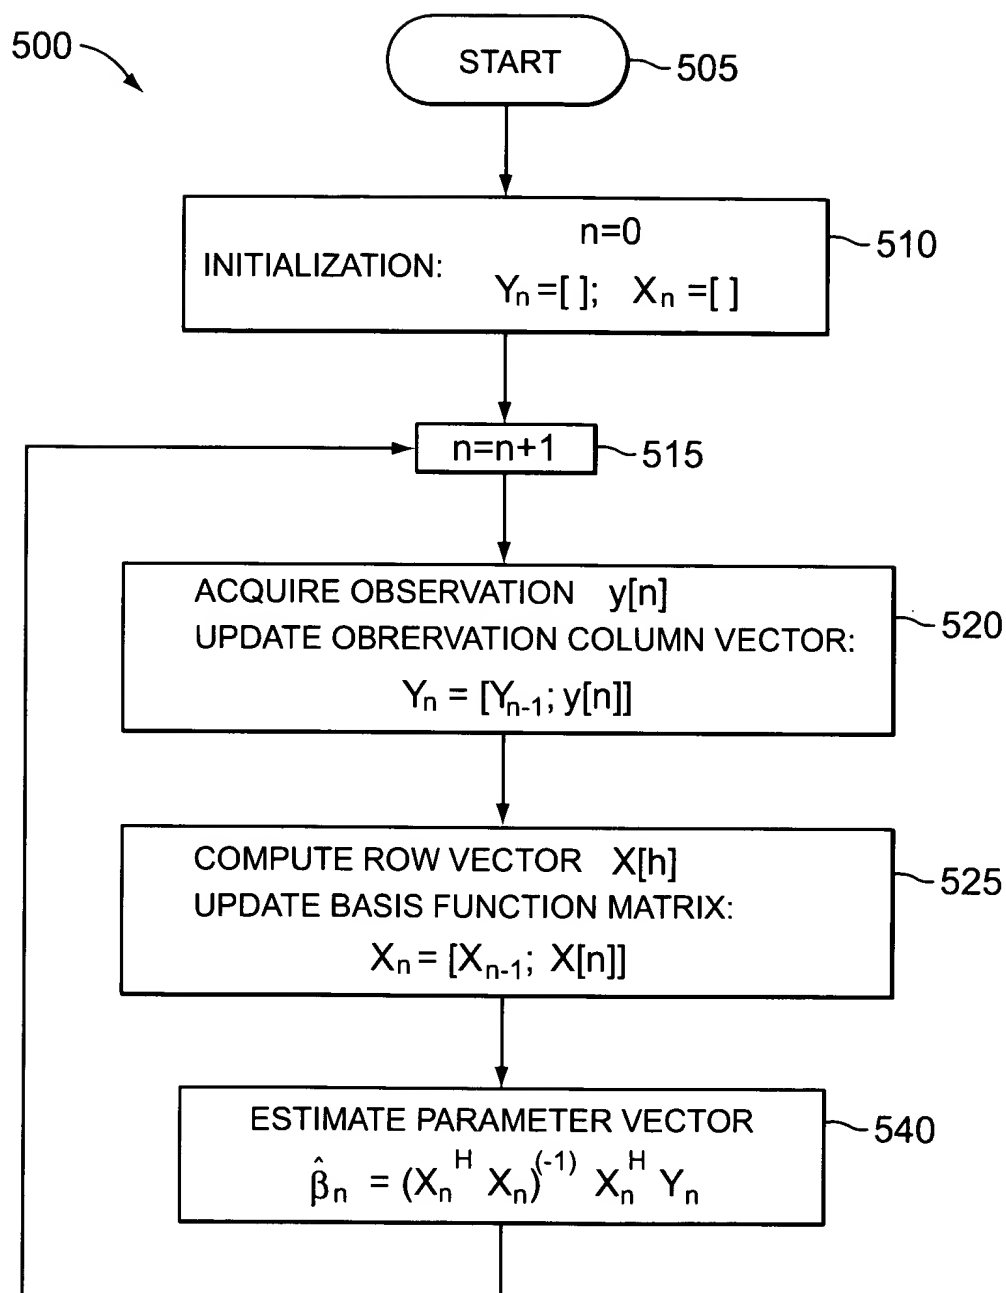 500
START
505
n=0
INITIALIZATION:
Yₙ =[ ]; Xₙ =[ ]
510
n=n+1
515
ACQUIRE OBSERVATION y[n]
UPDATE OBRERVATION COLUMN VECTOR:
Yₙ = [Yₙ₋₁; y[n]]
520
COMPUTE ROW VECTOR X[h]
UPDATE BASIS FUNCTION MATRIX:
Xₙ = [Xₙ₋₁; X[n]]
525
ESTIMATE PARAMETER VECTOR
β̂ₙ = (Xₙᴴ Xₙ)⁽⁻¹⁾ Xₙᴴ Yₙ
540